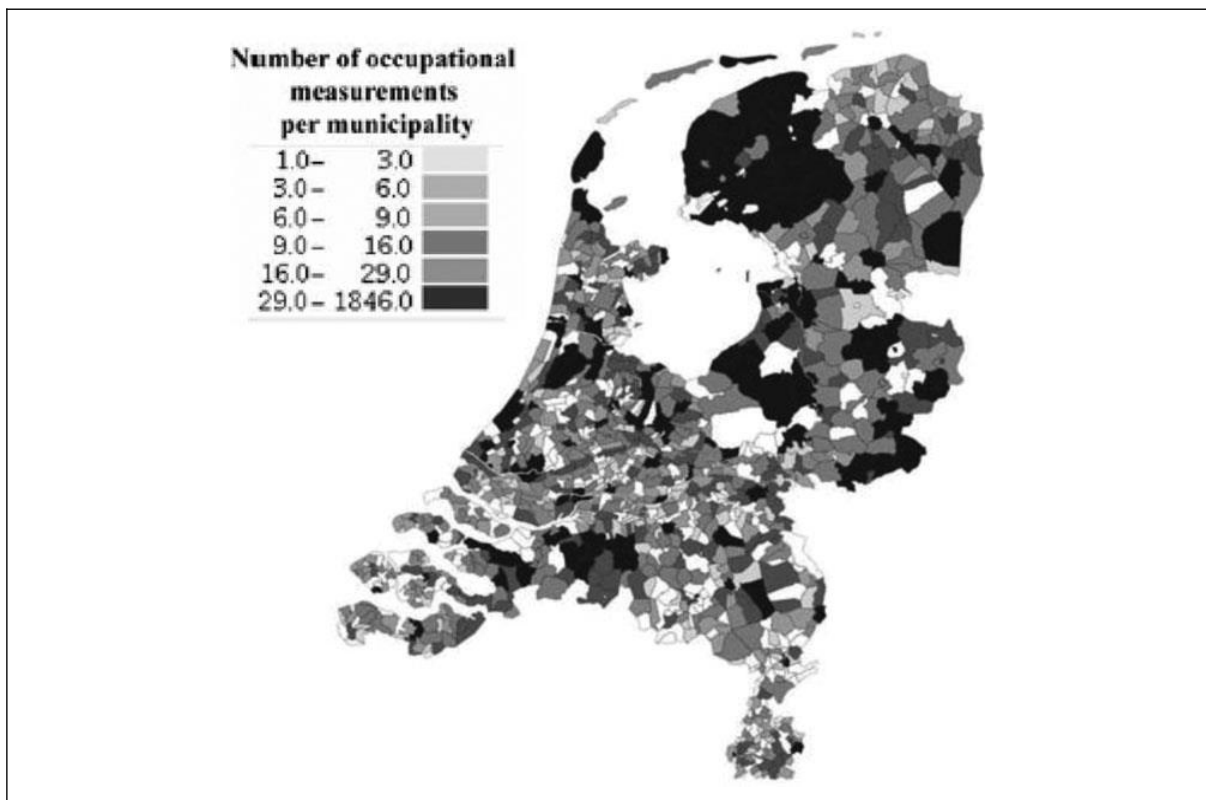 Number of occupational
measurements
per municipality
1.0– 3.0
3.0– 6.0
6.0– 9.0
9.0– 16.0
16.0– 29.0
29.0– 1846.0